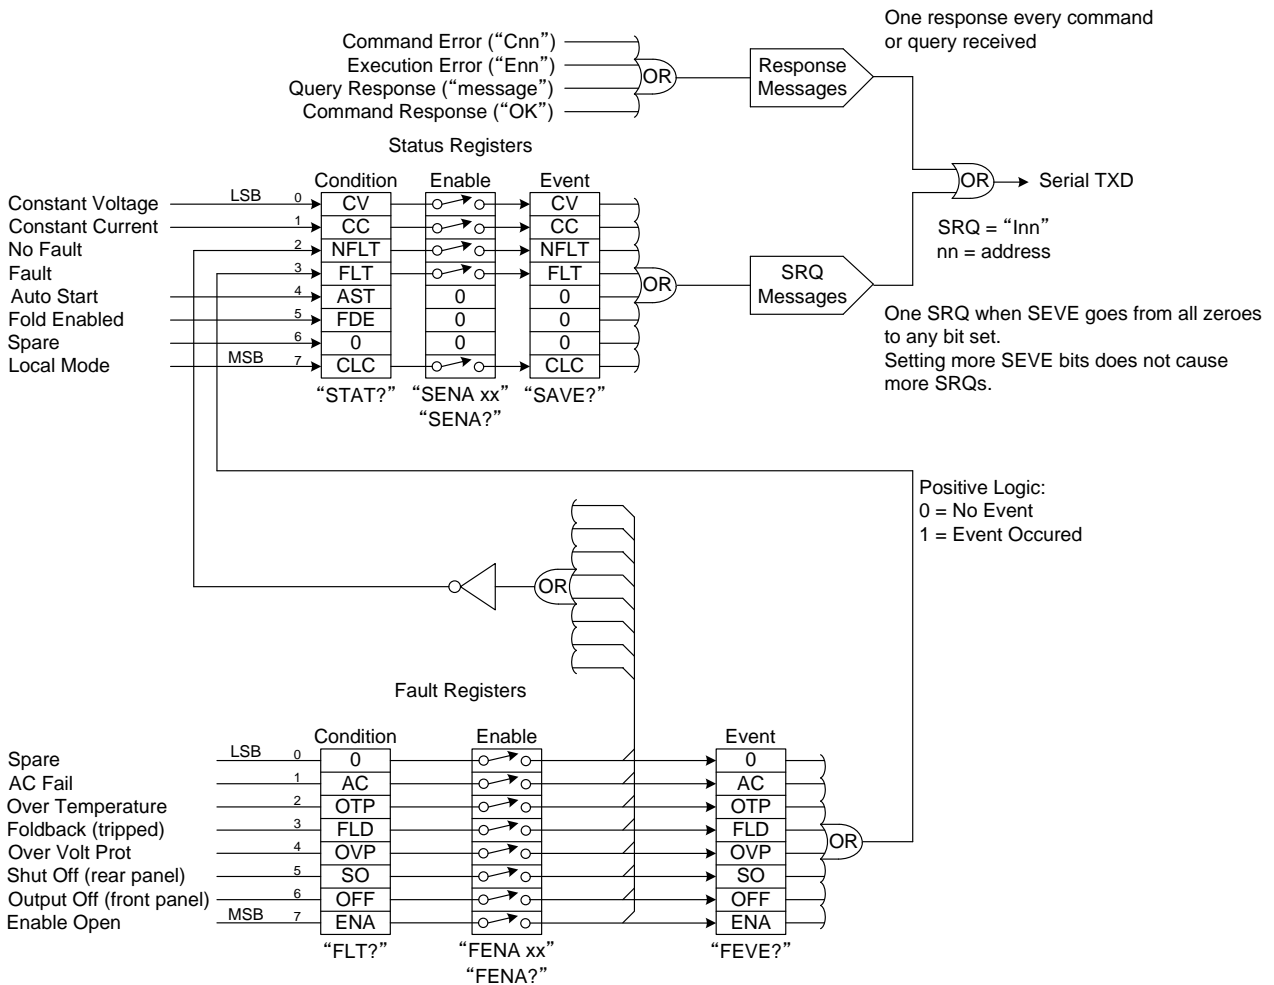 One response every command
or query received
Command Error (“Cnn”)
Execution Error (“Enn”)
Query Response (“message”)
Command Response (“OK”)
OR
Response
Messages
Status Registers
Condition Enable Event
Constant Voltage LSB 0 CV CV
Constant Current 1 CC CC
No Fault 2 NFLT NFLT
Fault 3 FLT FLT
Auto Start 4 AST 0 0
Fold Enabled 5 FDE 0 0
Spare 6 0 0 0
Local Mode MSB 7 CLC CLC
“STAT?” “SENA xx” “SAVE?”
“SENA?”
OR
SRQ
Messages
OR
Serial TXD
SRQ = “Inn”
nn = address
One SRQ when SEVE goes from all zeroes
to any bit set.
Setting more SEVE bits does not cause
more SRQs.
Positive Logic:
0 = No Event
1 = Event Occured
OR
Fault Registers
Condition Enable Event
Spare LSB 0 0 0
AC Fail 1 AC AC
Over Temperature 2 OTP OTP
Foldback (tripped) 3 FLD FLD
Over Volt Prot 4 OVP OVP
Shut Off (rear panel) 5 SO SO
Output Off (front panel) 6 OFF OFF
Enable Open MSB 7 ENA ENA
OR
“FLT?” “FENA xx” “FEVE?”
“FENA?”